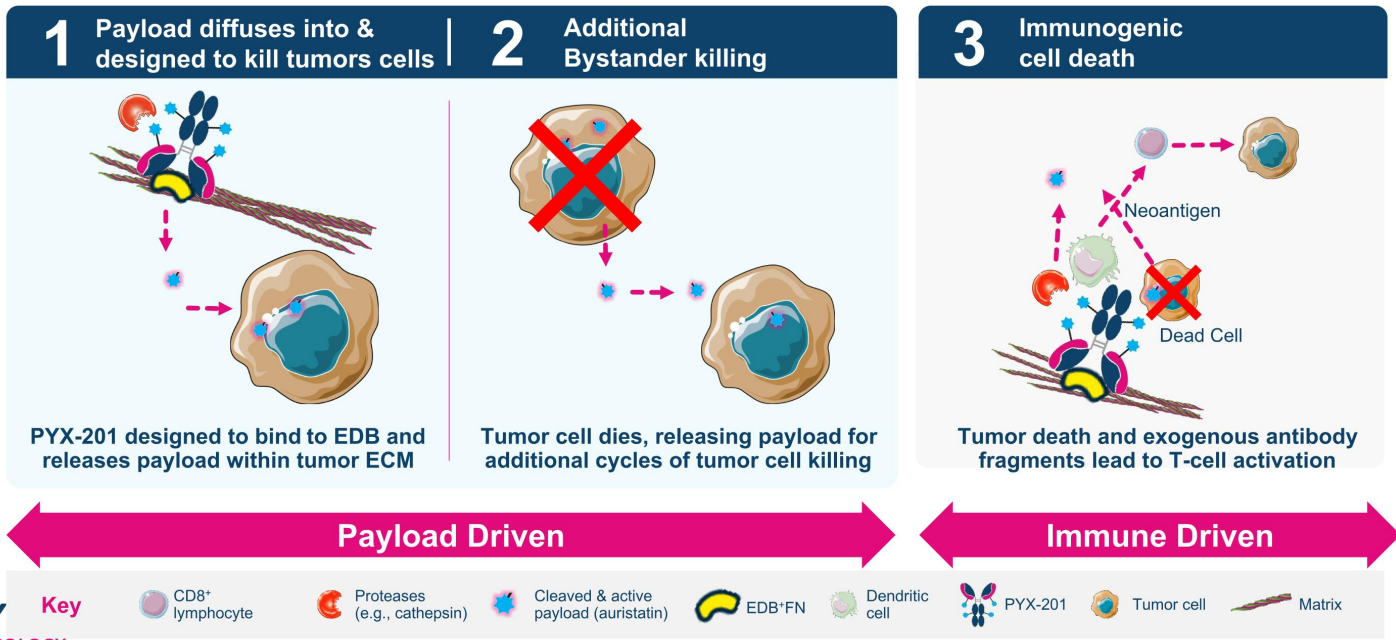 1
Payload diffuses into &
designed to kill tumors cells
2
Additional
Bystander killing
3
Immunogenic
cell death
Neoantigen
Dead Cell
PYX-201 designed to bind to EDB and
releases payload within tumor ECM
Tumor cell dies, releasing payload for
additional cycles of tumor cell killing
Tumor death and exogenous antibody
fragments lead to T-cell activation
Payload Driven
Immune Driven
Key
CD8⁺
lymphocyte
Proteases
(e.g., cathepsin)
Cleaved & active
payload (auristatin)
EDB⁺FN
Dendritic
cell
PYX-201
Tumor cell
Matrix